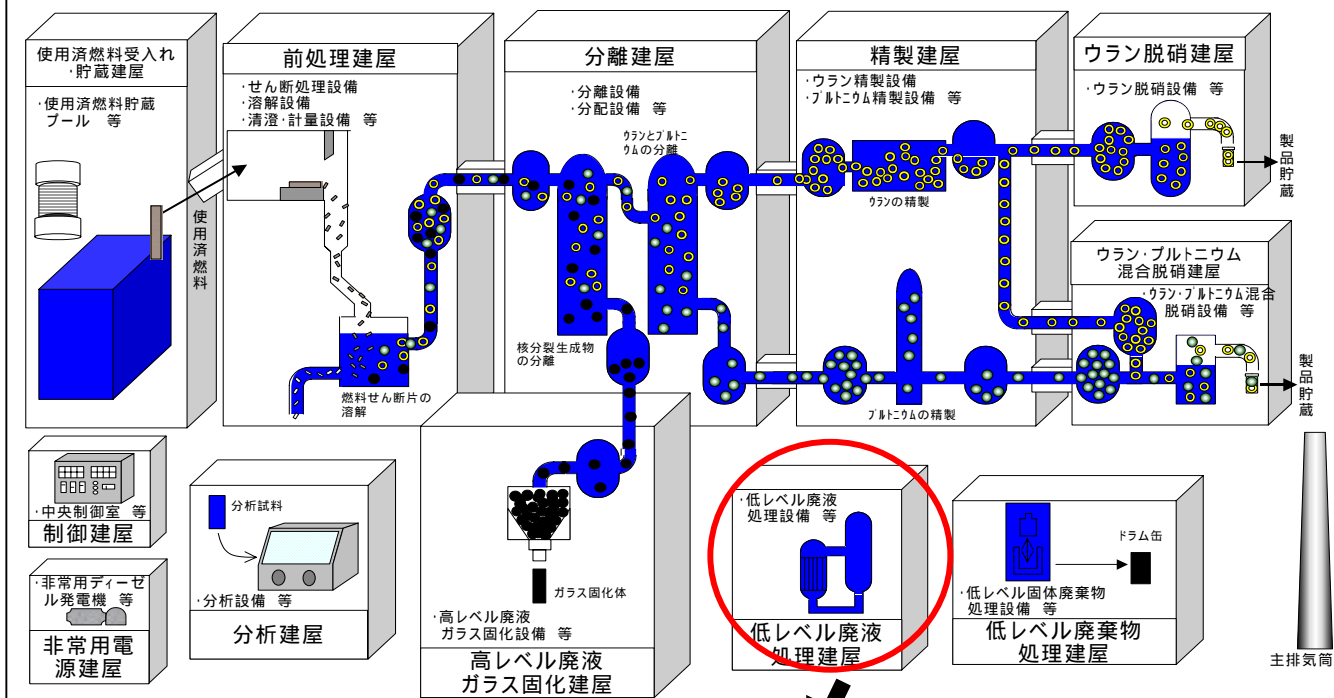 使用済燃料受入れ
・貯蔵建屋
・使用済燃料貯蔵
プール 等
使用済燃料
前処理建屋
・せん断処理設備
・溶解設備
・清澄・計量設備 等
燃料せん断片の
溶解
分離建屋
・分離設備
・分配設備 等
ウランとプルトニ
ウムの分離
核分裂生成物
の分離
精製建屋
・ウラン精製設備
・プルトニウム精製設備 等
ウランの精製
プルトニウムの精製
ウラン脱硝建屋
・ウラン脱硝設備 等
製品貯蔵
ウラン・プルトニウム
混合脱硝建屋
・ウラン・プルトニウム混合
脱硝設備 等
製品貯蔵
・中央制御室 等
制御建屋
・非常用ディーゼ
ル発電機 等
非常用電
源建屋
分析試料
・分析設備 等
分析建屋
ガラス固化体
・高レベル廃液
ガラス固化設備 等
高レベル廃液
ガラス固化建屋
・低レベル廃液
処理設備 等
低レベル廃液
処理建屋
ドラム缶
・低レベル固体廃棄物
処理設備 等
低レベル廃棄物
処理建屋
主排気筒